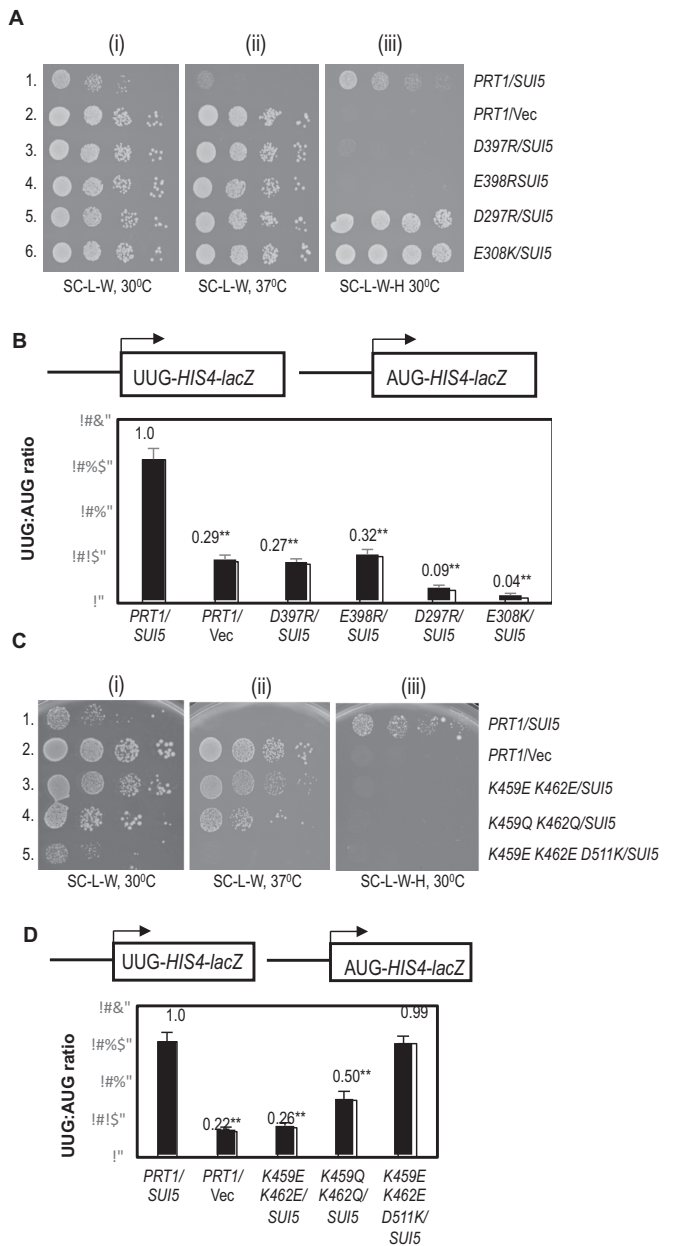 A
(i) (ii) (iii)
1. PRT1/SUI5
2. PRT1/Vec
3. D397R/SUI5
4. E398RSUI5
5. D297R/SUI5
6. E308K/SUI5
SC-L-W, 30⁰C SC-L-W, 37⁰C SC-L-W-H 30⁰C
B
UUG-HIS4-lacZ AUG-HIS4-lacZ
UUG:AUG ratio
!#&"
!#%$"
!#%"
!#!$"
!"
1.0 0.29** 0.27** 0.32** 0.09** 0.04**
PRT1/ PRT1/ D397R/ E398R/ D297R/ E308K/
SUI5 Vec SUI5 SUI5 SUI5 SUI5
C
(i) (ii) (iii)
1. PRT1/SUI5
2. PRT1/Vec
3. K459E K462E/SUI5
4. K459Q K462Q/SUI5
5. K459E K462E D511K/SUI5
SC-L-W, 30⁰C SC-L-W, 37⁰C SC-L-W-H, 30⁰C
D
UUG-HIS4-lacZ AUG-HIS4-lacZ
UUG:AUG ratio
!#&"
!#%$"
!#%"
!#!$"
!"
1.0 0.22** 0.26** 0.50** 0.99
PRT1/ PRT1/ K459E K459Q K459E
SUI5 Vec K462E/ K462Q/ K462E
SUI5 SUI5 D511K/
SUI5